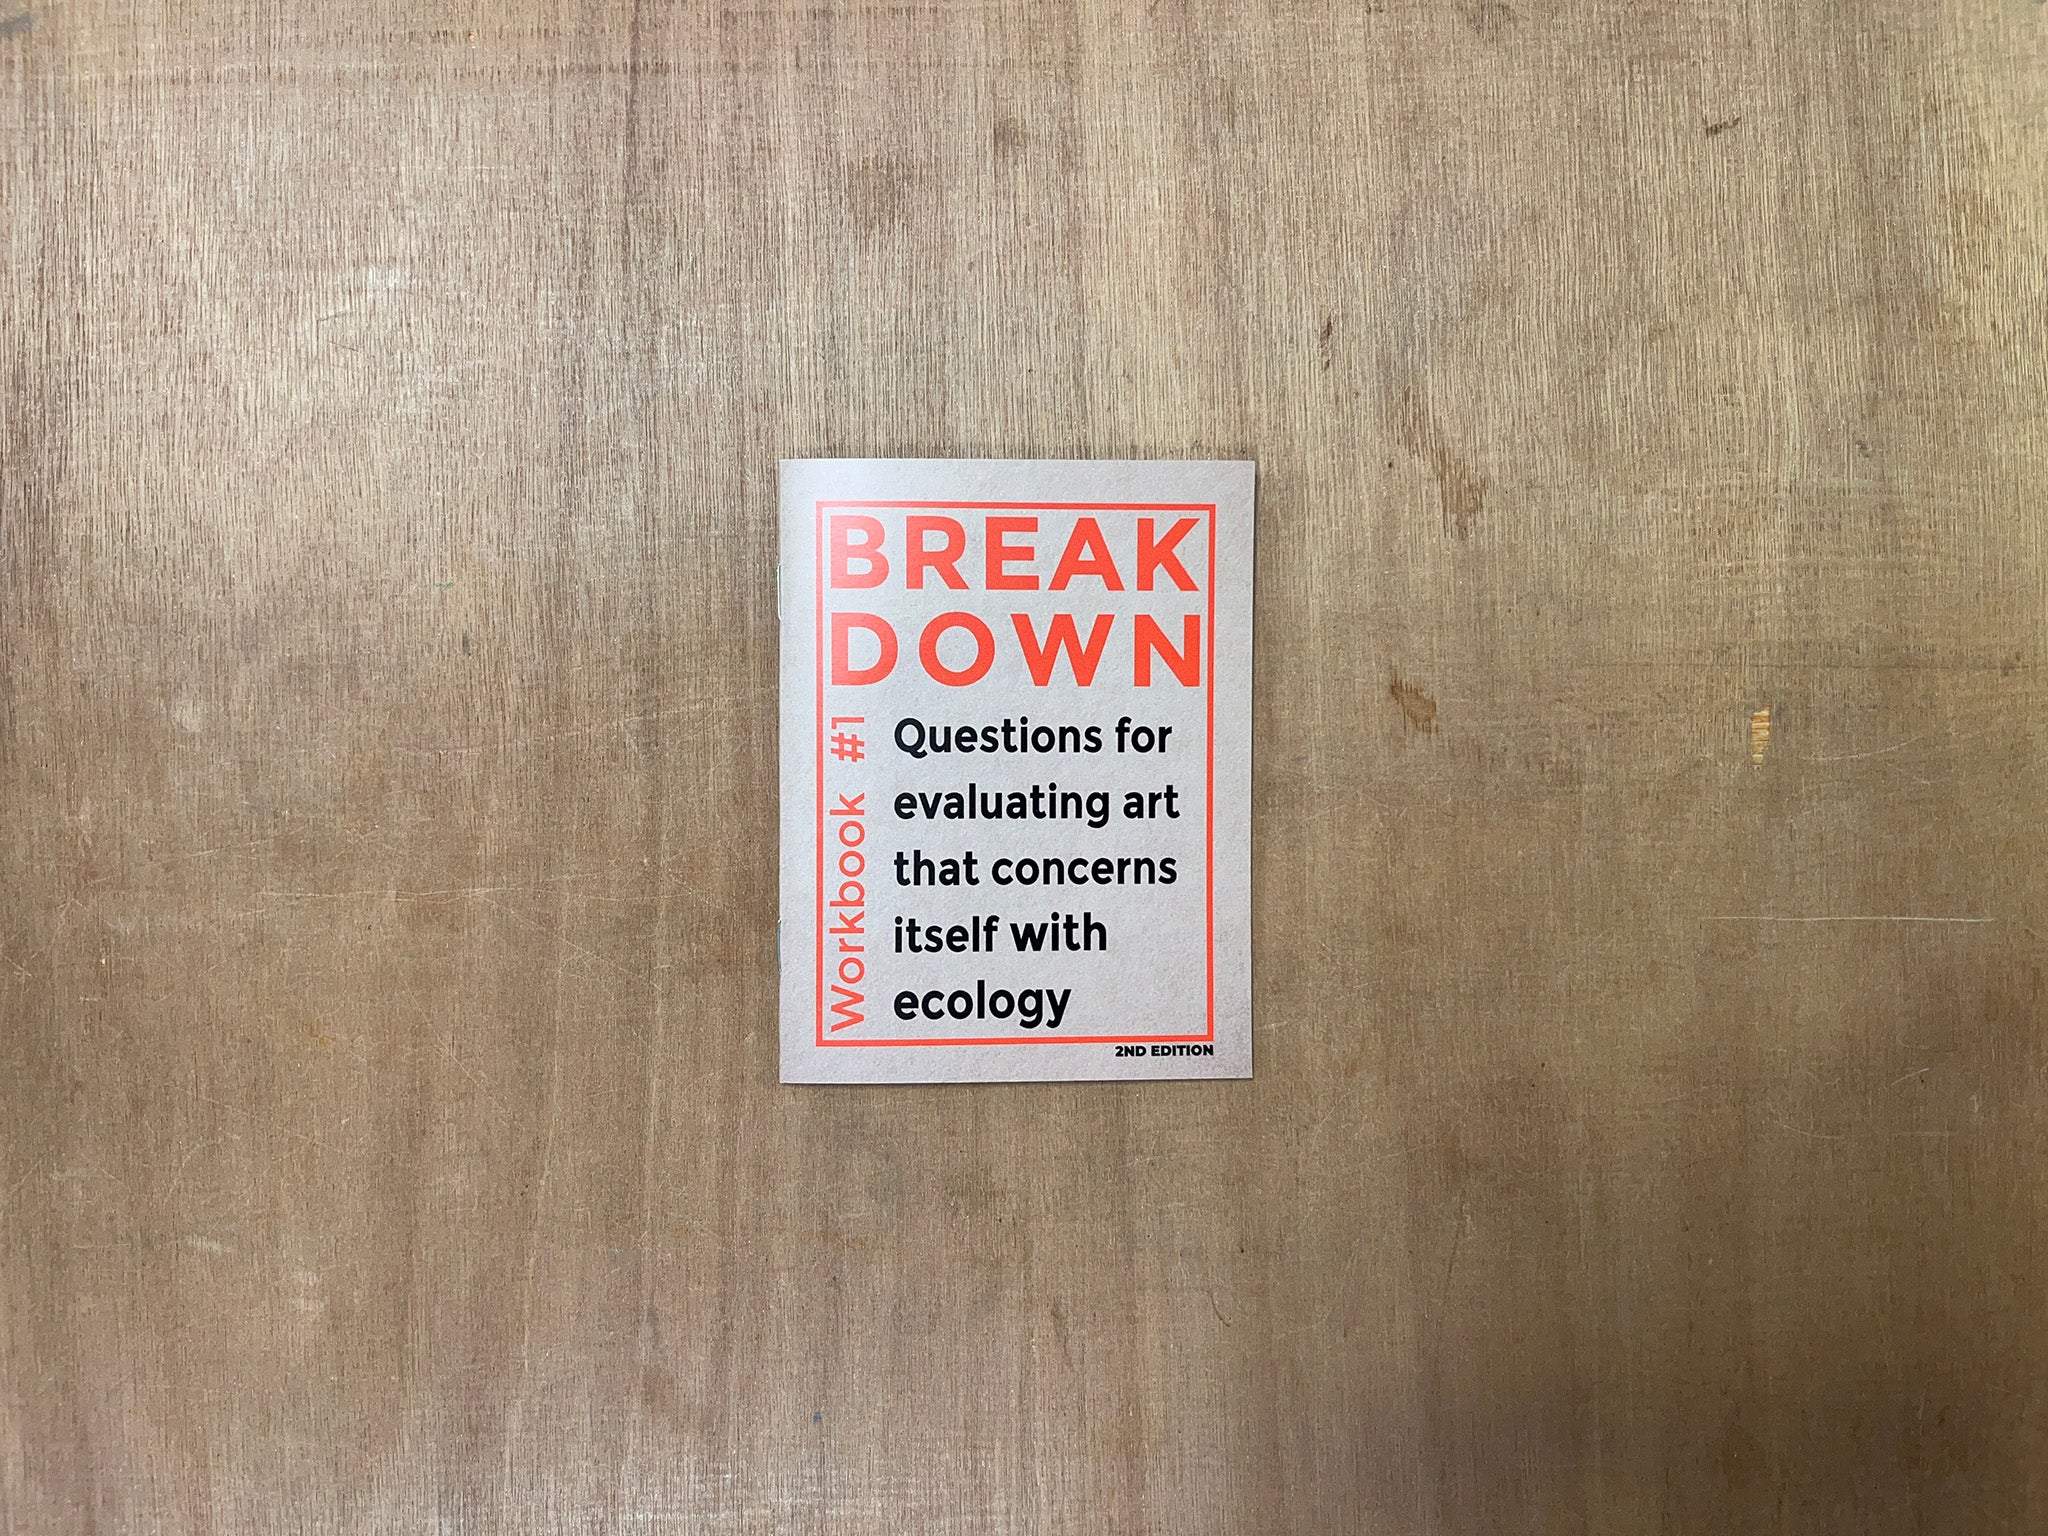 BREAK
DOWN
Workbook #1
Questions for
evaluating art
that concerns
itself with
ecology
2ND EDITION